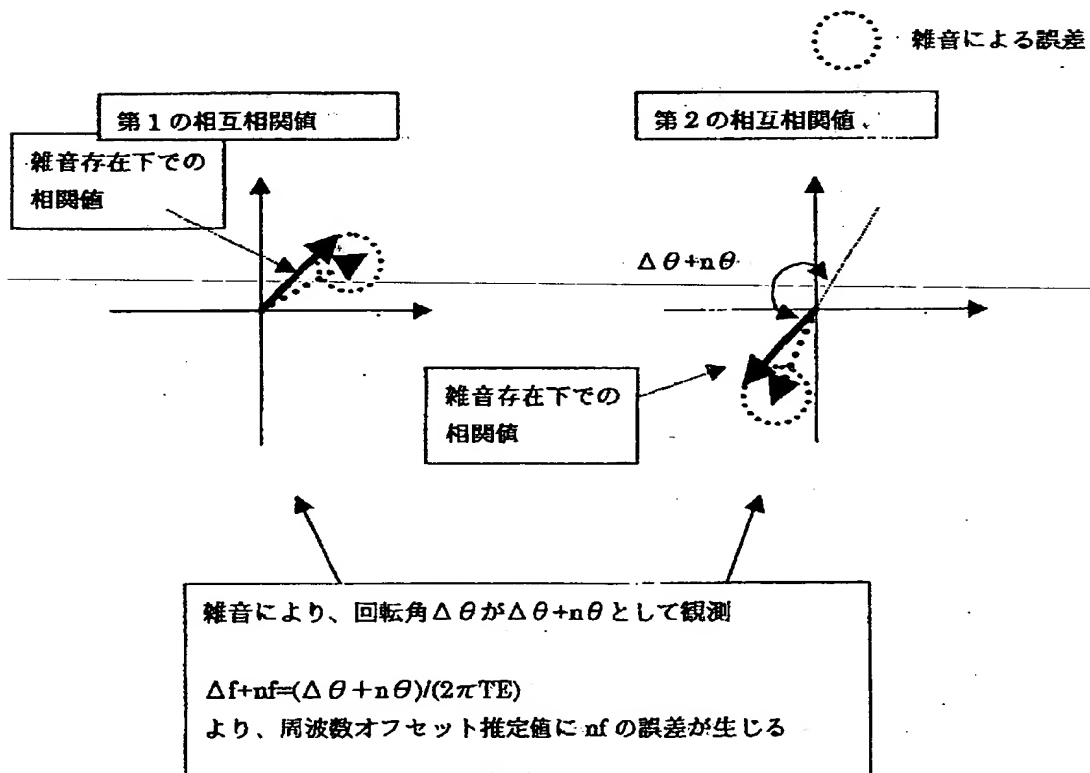 雑音による誤差
第1の相互相関値
第2の相互相関値
雑音存在下での
相関値
Δθ+nθ
雑音存在下での
相関値
雑音により、回転角ΔθがΔθ+nθとして観測
Δf+nf=(Δθ+nθ)/(2πTE)
より、周波数オフセット推定値に nf の誤差が生じる